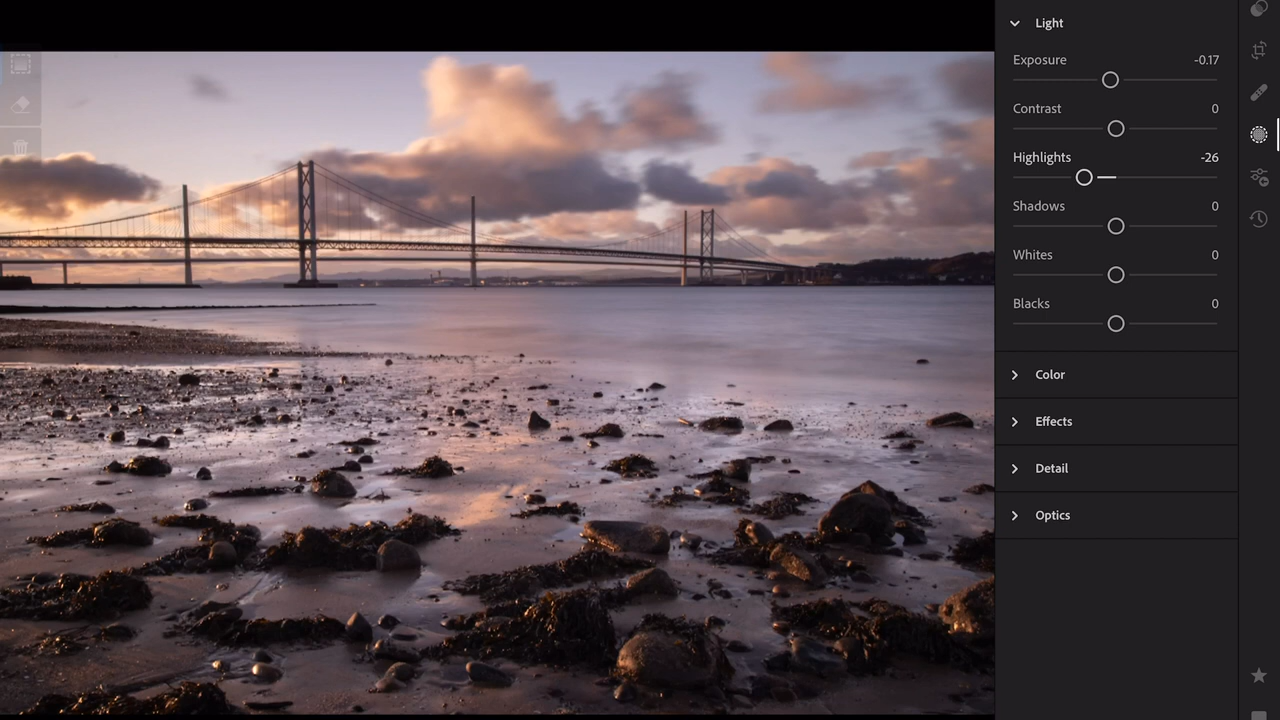 Light
Exposure -0.17
Contrast 0
Highlights -26
Shadows 0
Whites 0
Blacks 0
Color
Effects
Detail
Optics